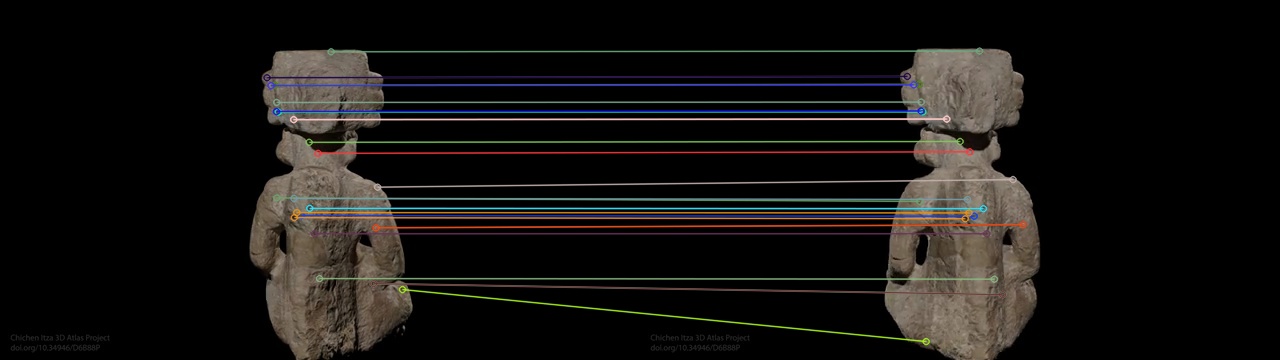 Chichen Itza 3D Atlas Project
doi.org/10.34946/D6B88P
Chichen Itza 3D Atlas Project
doi.org/10.34946/D6B88P